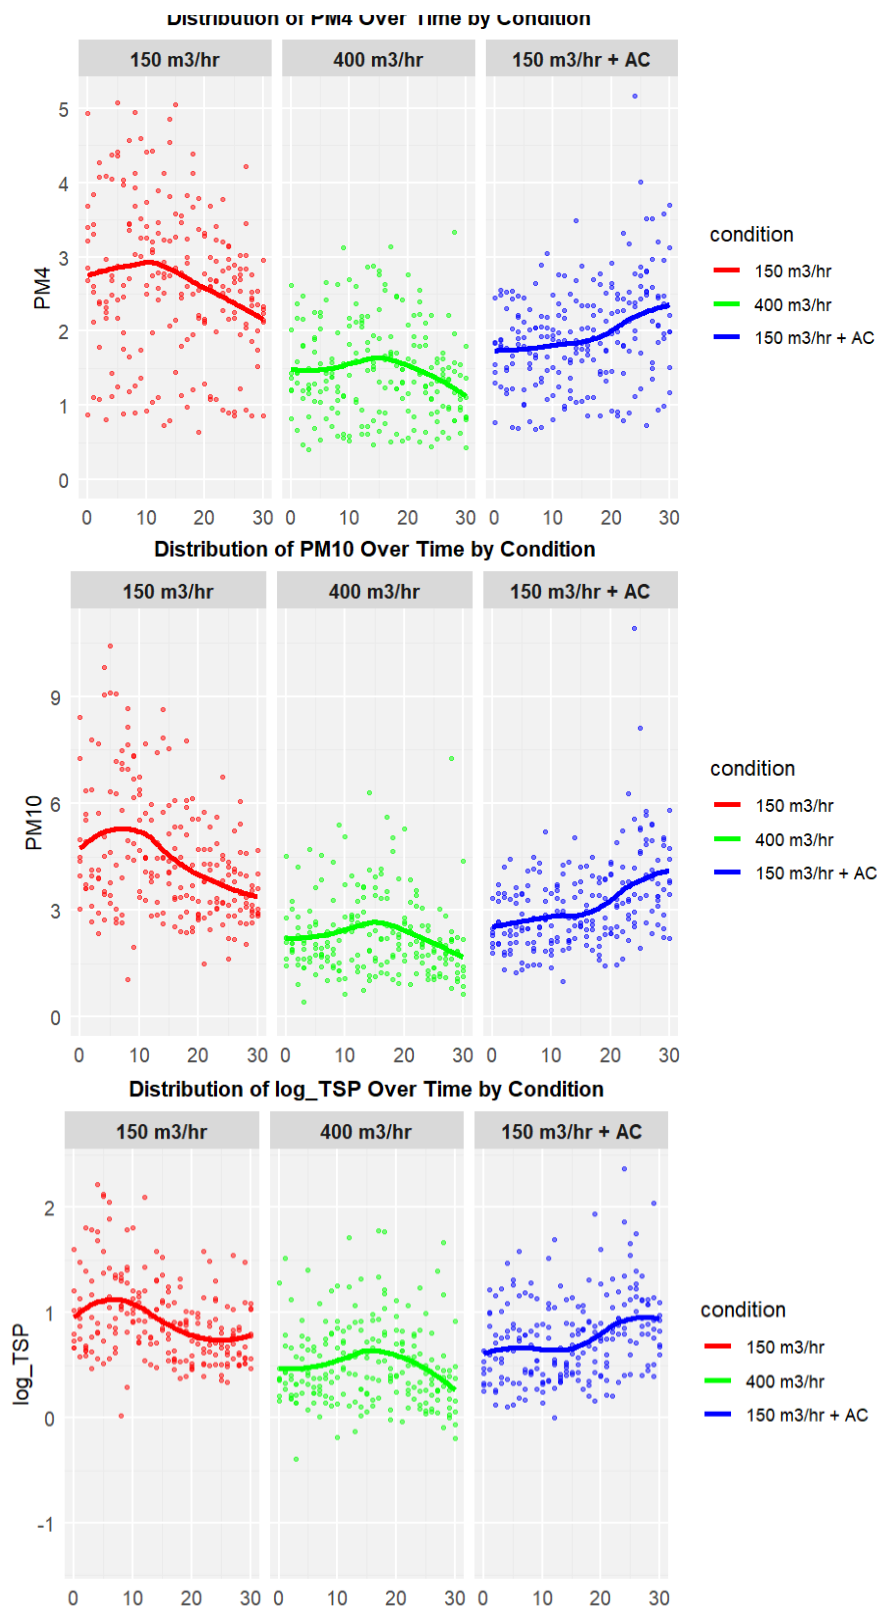 Distribution of PM4 Over Time by Condition
150 m3/hr 400 m3/hr 150 m3/hr + AC
5
4
3
2
1
0
PM4
0 10 20 30 0 10 20 30 0 10 20 30
condition
150 m3/hr
400 m3/hr
150 m3/hr + AC
Distribution of PM10 Over Time by Condition
150 m3/hr 400 m3/hr 150 m3/hr + AC
9
6
3
0
PM10
0 10 20 30 0 10 20 30 0 10 20 30
condition
150 m3/hr
400 m3/hr
150 m3/hr + AC
Distribution of log_TSP Over Time by Condition
150 m3/hr 400 m3/hr 150 m3/hr + AC
2
1
0
-1
log_TSP
0 10 20 30 0 10 20 30 0 10 20 30
condition
150 m3/hr
400 m3/hr
150 m3/hr + AC